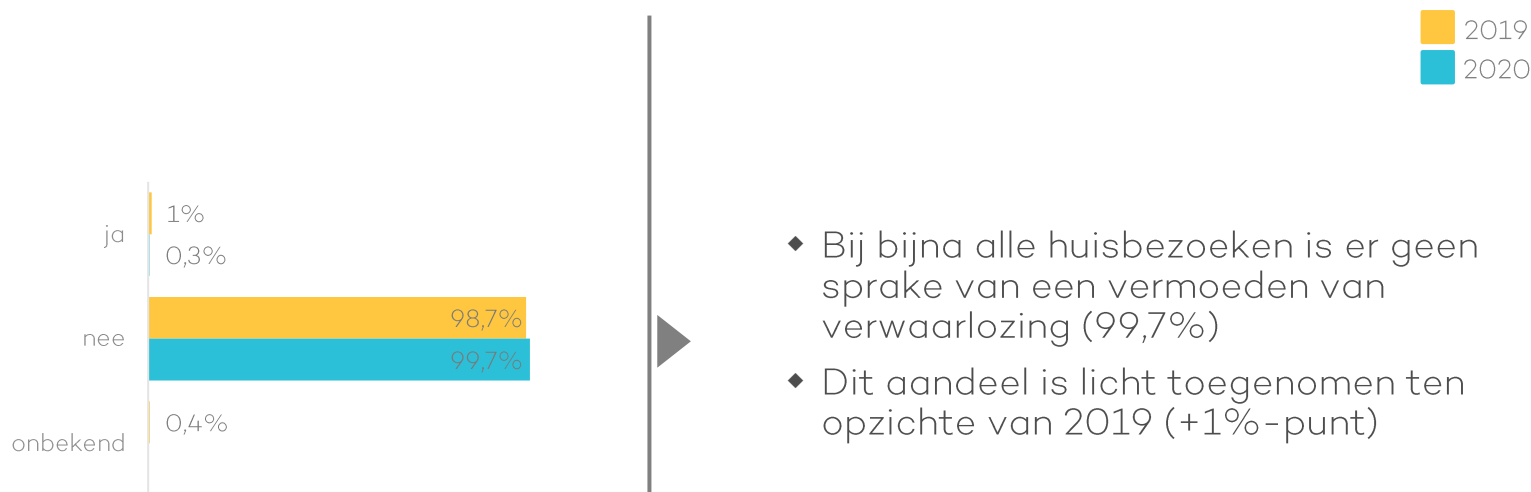 2019
2020
ja
1%
0,3%
nee
98,7%
99,7%
onbekend
0,4%
Bij bijna alle huisbezoeken is er geen
sprake van een vermoeden van
verwaarlozing (99,7%)
Dit aandeel is licht toegenomen ten
opzichte van 2019 (+1%-punt)